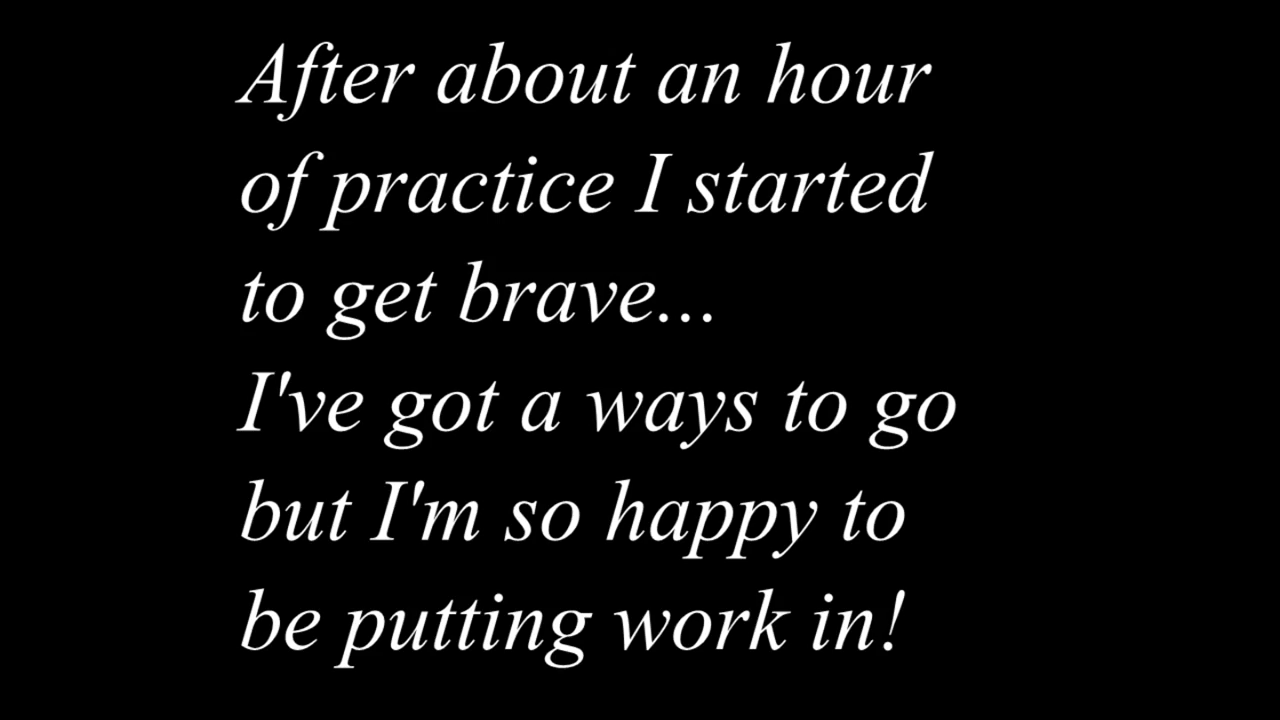 After about an hour
of practice I started
to get brave...
I've got a ways to go
but I'm so happy to
be putting work in!